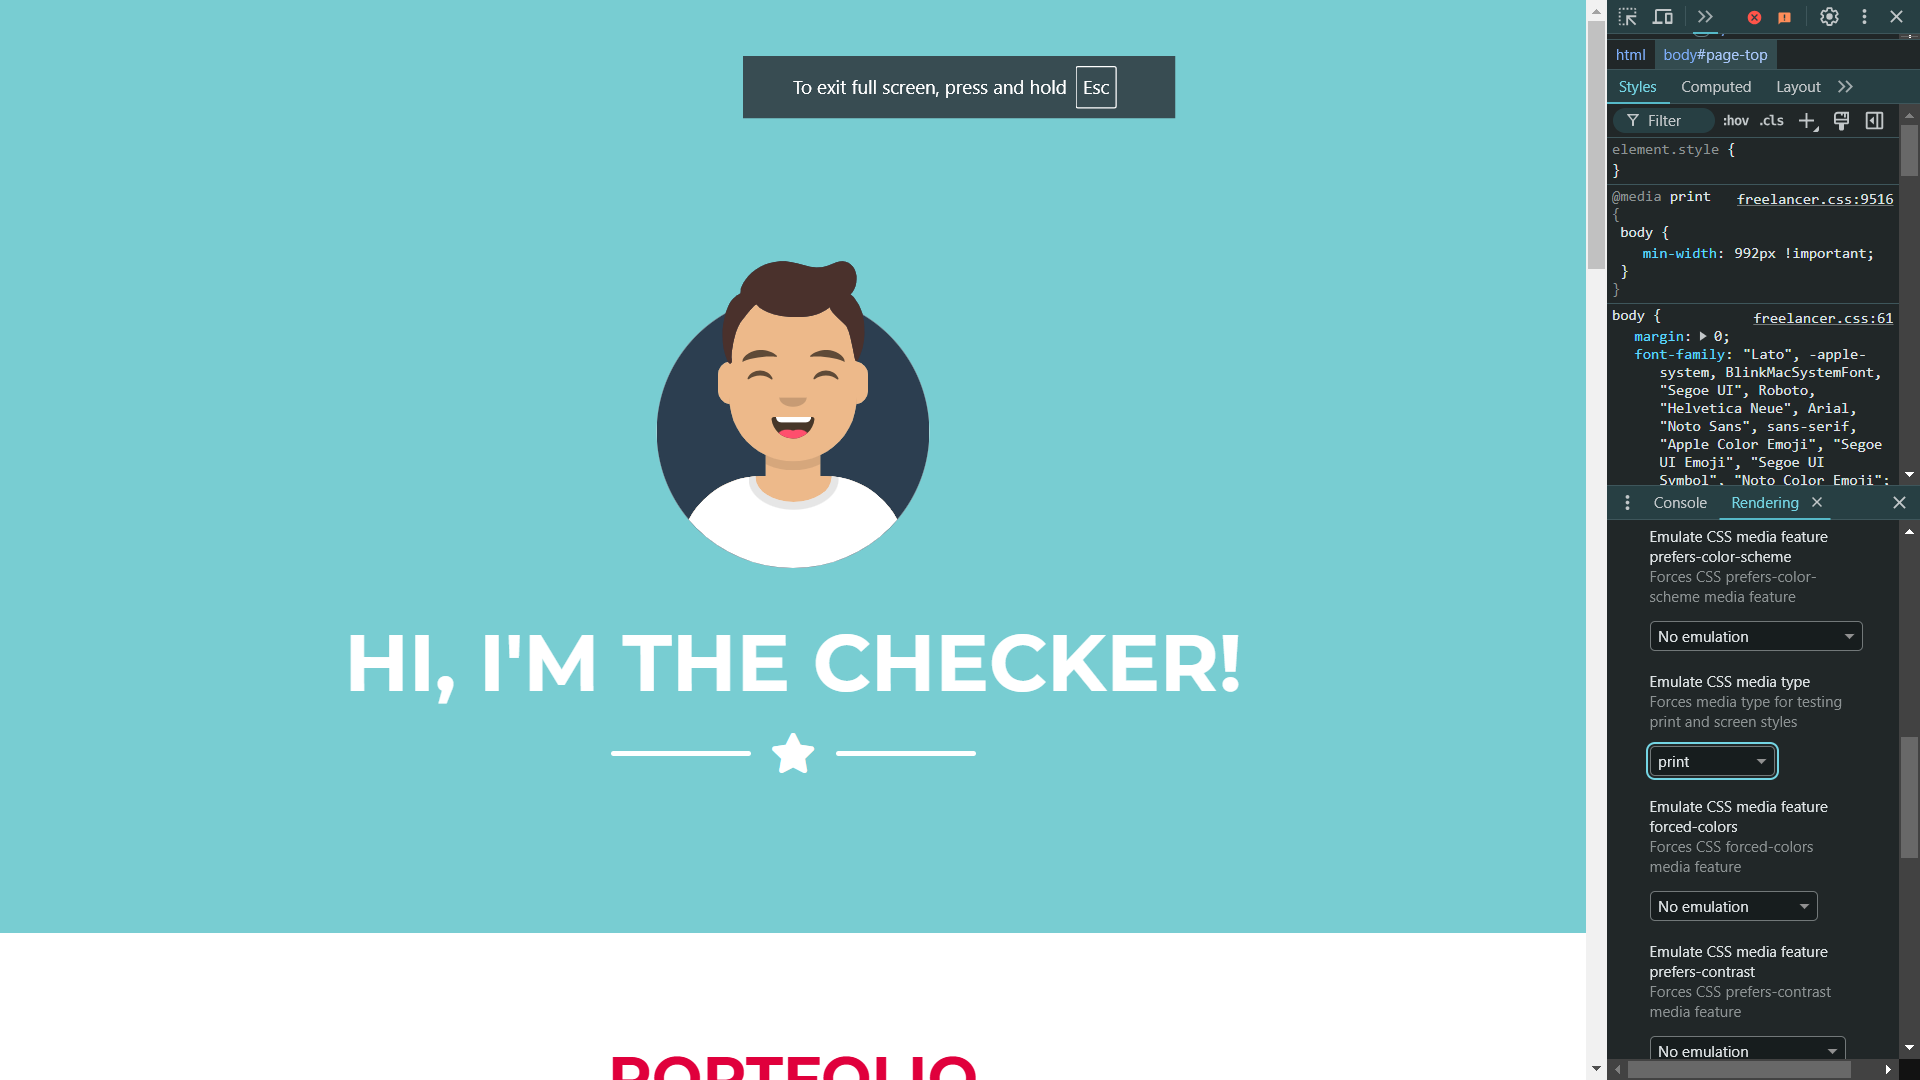 To exit full screen, press and hold Esc
HI, I'M THE CHECKER!
PORTFOLIO
html body#page-top
Styles Computed Layout
Filter :hov .cls
element.style {
}
@media print freelancer.css:9516
{
body {
min-width: 992px !important;
}
}
body { freelancer.css:61
margin: 0;
font-family: "Lato", -apple-
system, BlinkMacSystemFont,
"Segoe UI", Roboto,
"Helvetica Neue", Arial,
"Noto Sans", sans-serif,
"Apple Color Emoji", "Segoe
UI Emoji", "Segoe UI
Symbol", "Noto Color Emoji";
Console Rendering
Emulate CSS media feature
prefers-color-scheme
Forces CSS prefers-color-
scheme media feature
No emulation
Emulate CSS media type
Forces media type for testing
print and screen styles
print
Emulate CSS media feature
forced-colors
Forces CSS forced-colors
media feature
No emulation
Emulate CSS media feature
prefers-contrast
Forces CSS prefers-contrast
media feature
No emulation